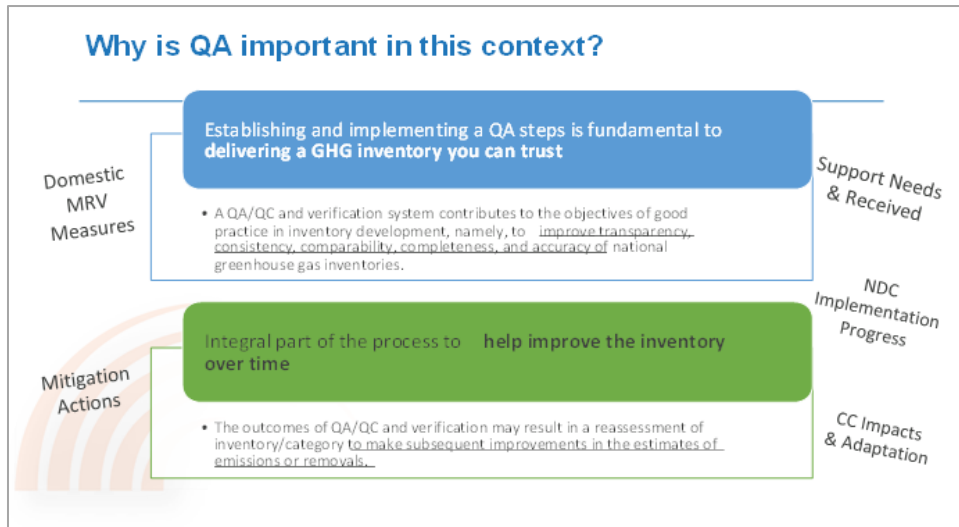 Why is QA important in this context?
Establishing and implementing a QA steps is fundamental to
delivering a GHG inventory you can trust
Domestic
MRV
Measures
Support Needs
& Received
• A QA/QC and verification system contributes to the objectives of good
practice in inventory development, namely, to improve transparency,
consistency, comparability, completeness, and accuracy of national
greenhouse gas inventories.
NDC
Implementation
Progress
Integral part of the process to help improve the inventory
over time
Mitigation
Actions
• The outcomes of QA/QC and verification may result in a reassessment of
inventory/category to make subsequent improvements in the estimates of
emissions or removals.
CC Impacts
& Adaptation